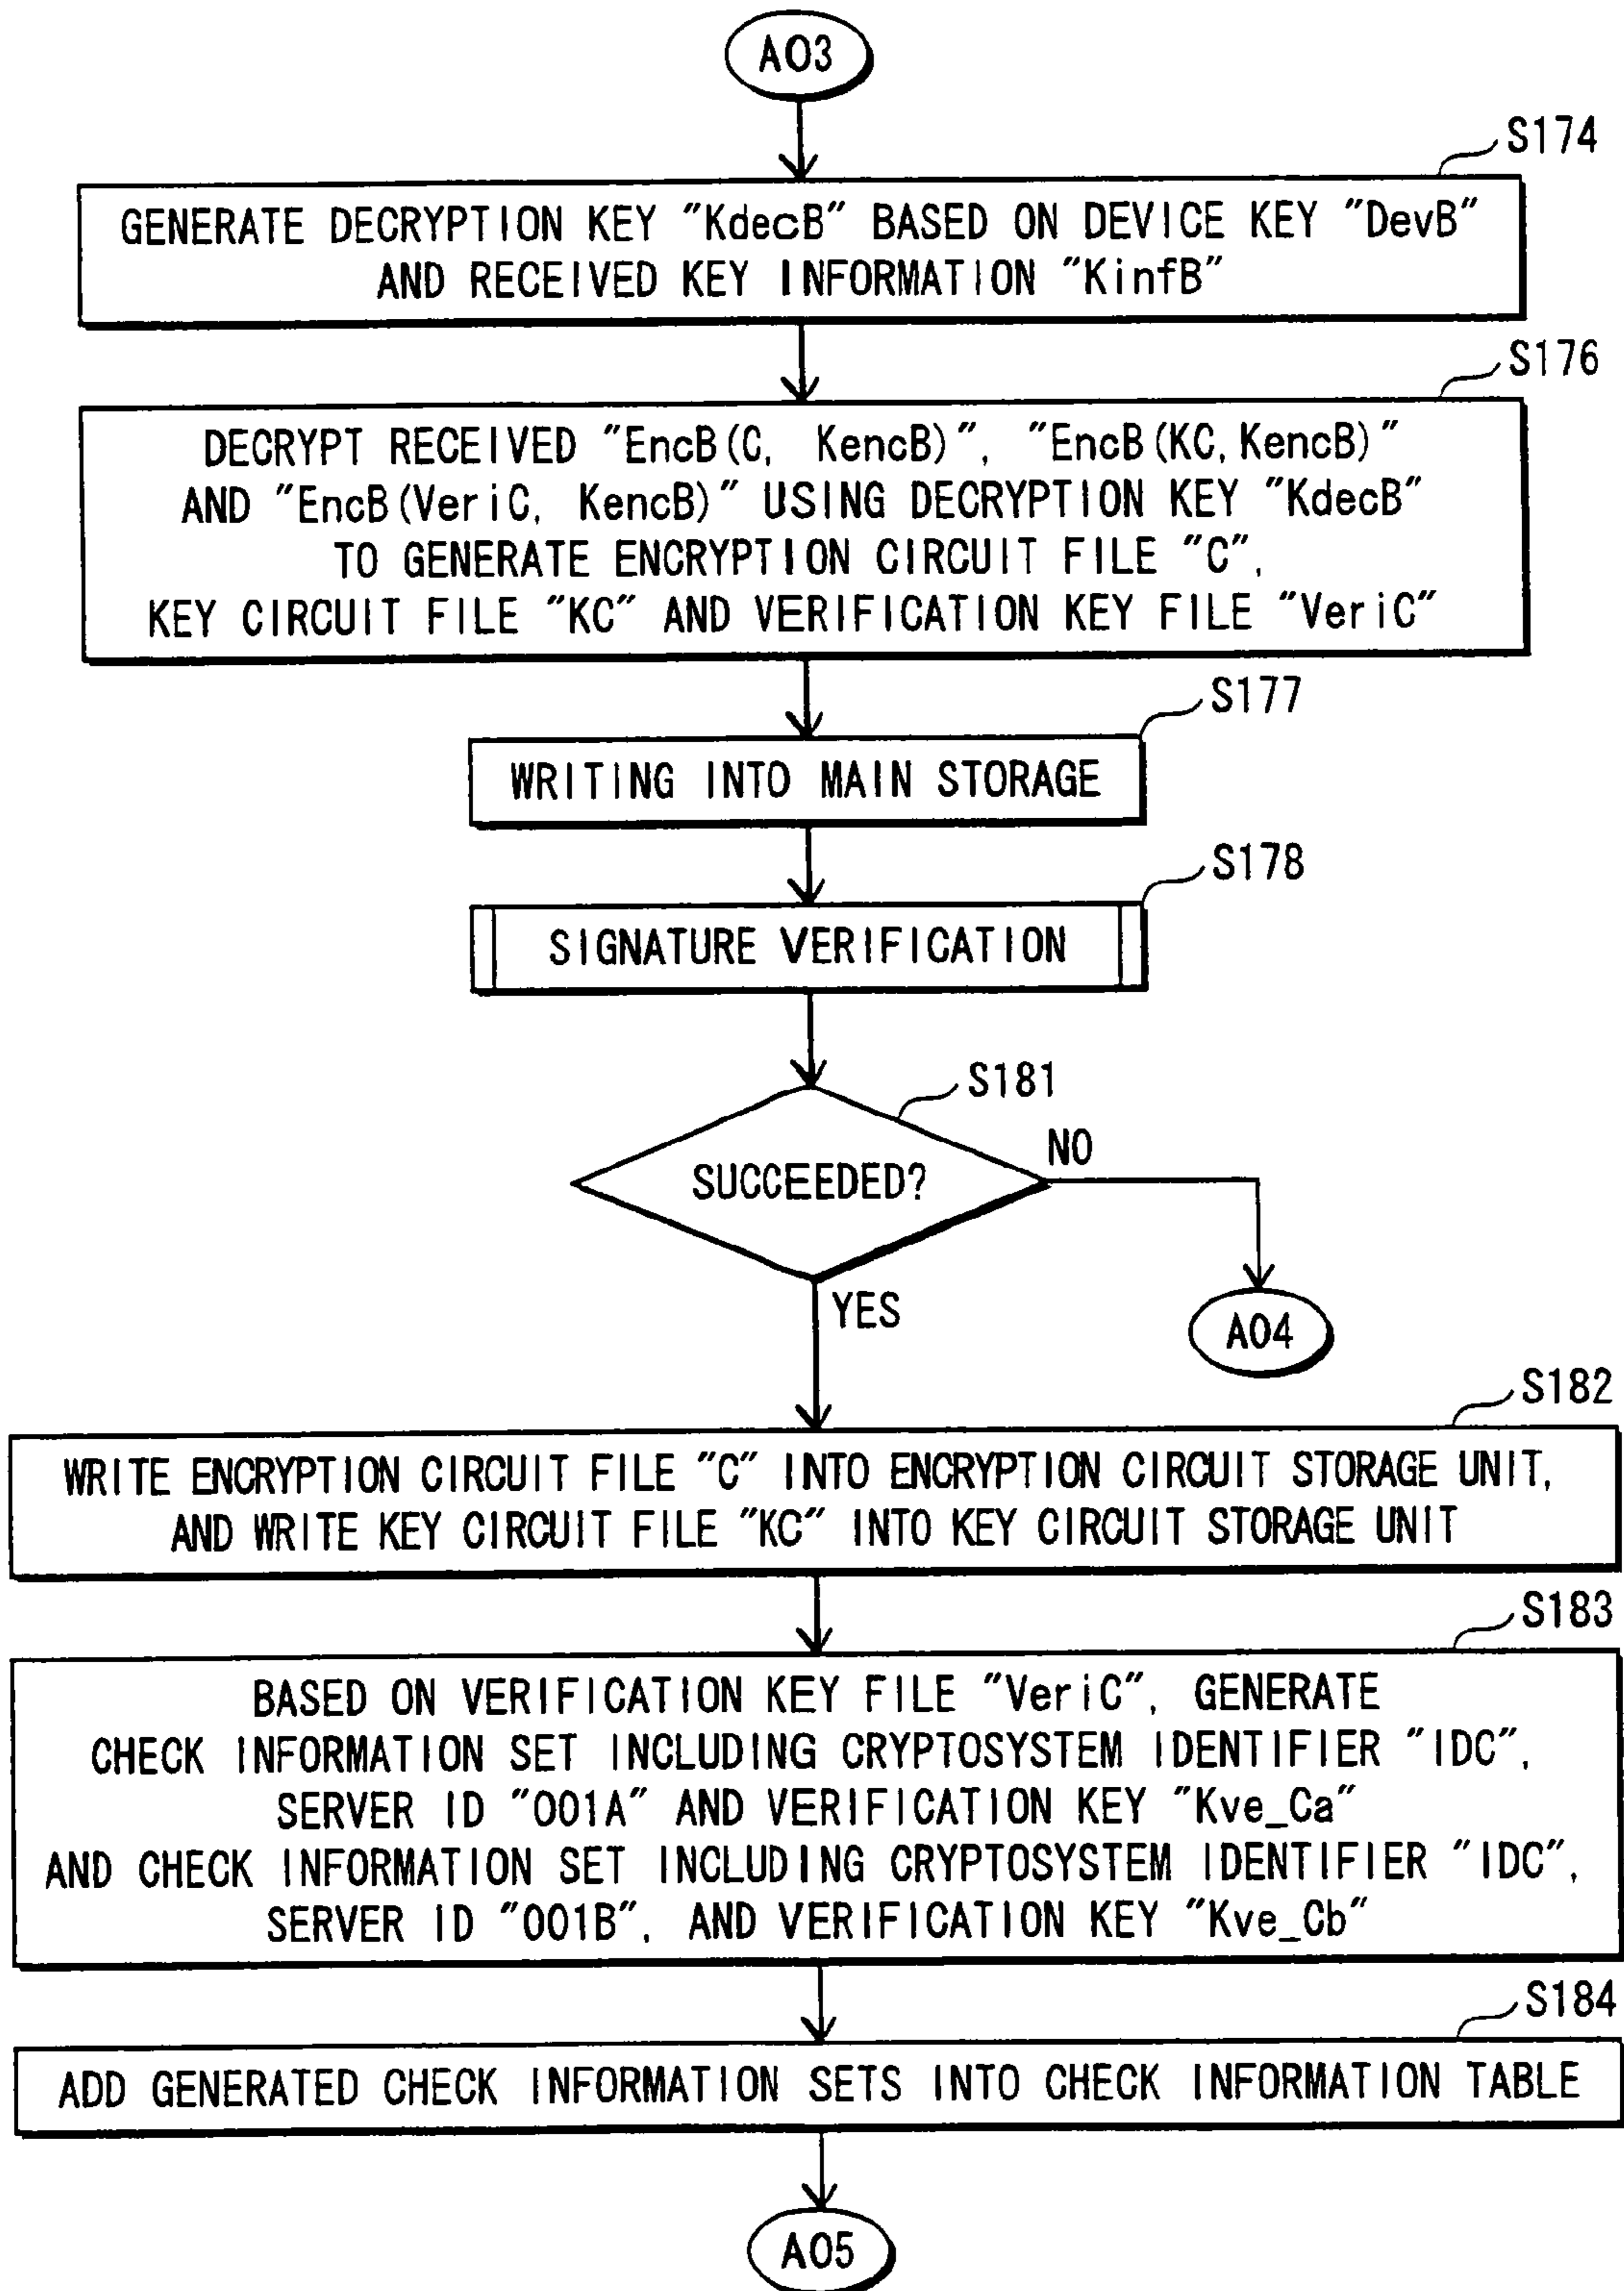 A03
S174
GENERATE DECRYPTION KEY "KdecB" BASED ON DEVICE KEY "DevB"
AND RECEIVED KEY INFORMATION "KinfB"
S176
DECRYPT RECEIVED "EncB(C, KencB)", "EncB(KC,KencB)"
AND "EncB(VeriC, KencB)" USING DECRYPTION KEY "KdecB"
TO GENERATE ENCRYPTION CIRCUIT FILE "C",
KEY CIRCUIT FILE "KC" AND VERIFICATION KEY FILE "VeriC"
S177
WRITING INTO MAIN STORAGE
S178
SIGNATURE VERIFICATION
S181
SUCCEEDED?
NO
YES
A04
S182
WRITE ENCRYPTION CIRCUIT FILE "C" INTO ENCRYPTION CIRCUIT STORAGE UNIT,
AND WRITE KEY CIRCUIT FILE "KC" INTO KEY CIRCUIT STORAGE UNIT
S183
BASED ON VERIFICATION KEY FILE "VeriC", GENERATE
CHECK INFORMATION SET INCLUDING CRYPTOSYSTEM IDENTIFIER "IDC",
SERVER ID "001A" AND VERIFICATION KEY "Kve_Ca"
AND CHECK INFORMATION SET INCLUDING CRYPTOSYSTEM IDENTIFIER "IDC",
SERVER ID "001B", AND VERIFICATION KEY "Kve_Cb"
S184
ADD GENERATED CHECK INFORMATION SETS INTO CHECK INFORMATION TABLE
A05